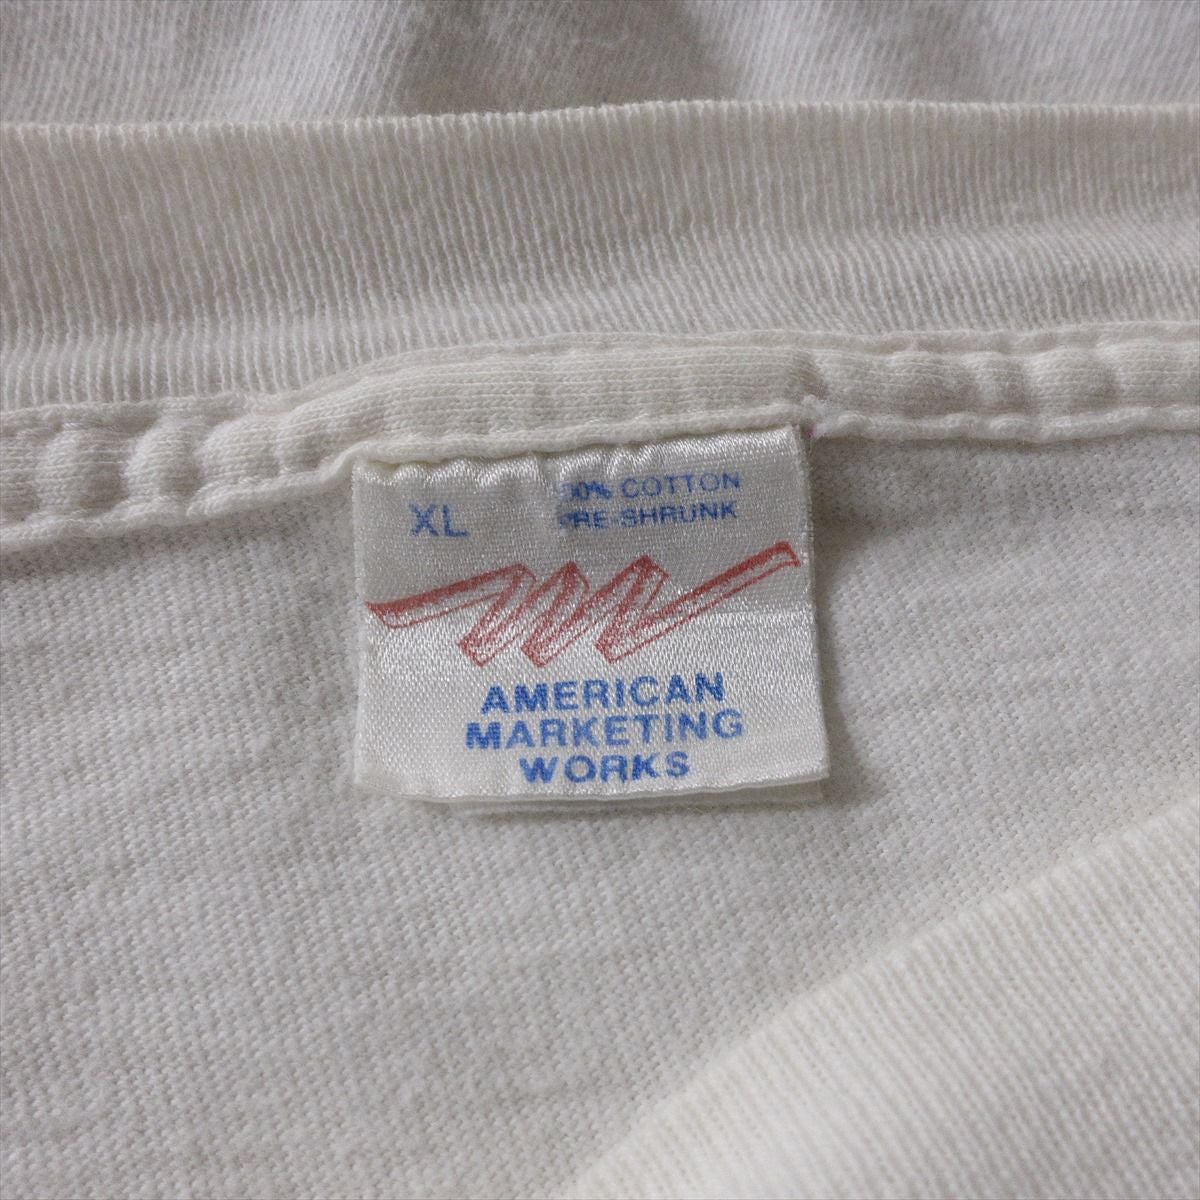 XL
100% COTTON
PRE-SHRUNK
AMERICAN
MARKETING
WORKS